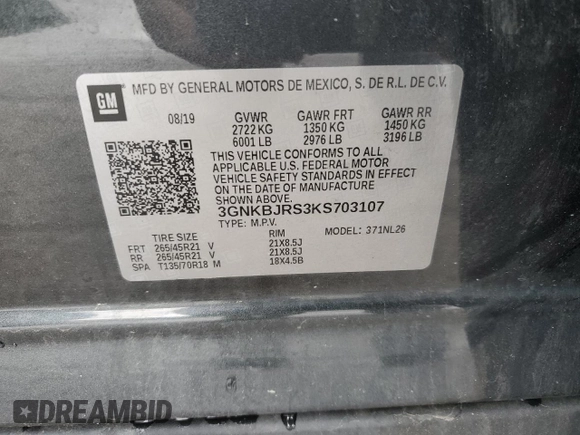 GM
MFD BY GENERAL MOTORS DE MEXICO, S. DE R.L. DE C.V.
08/19 GVWR GAWR FRT GAWR RR
2722 KG 1350 KG 1450 KG
6001 LB 2976 LB 3196 LB
THIS VEHICLE CONFORMS TO ALL
APPLICABLE U.S. FEDERAL MOTOR
VEHICLE SAFETY STANDARDS IN EFFECT
ON THE DATE OF MANUFACTURE
SHOWN ABOVE.
3GNKBJRS3KS703107
TYPE: M.P.V. MODEL: 371NL26
TIRE SIZE RIM
FRT 265/45R21 V 21X8.5J
RR 265/45R21 V 21X8.5J
SPA T135/70R18 M 18X4.5B
DREAMBID